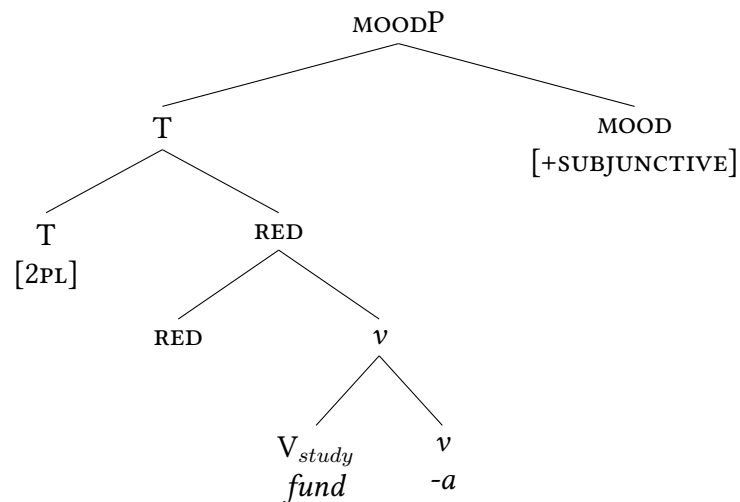 MOODP
T MOOD
[+SUBJUNCTIVE]
T RED
[2PL]
RED v
V_study v
fund -a